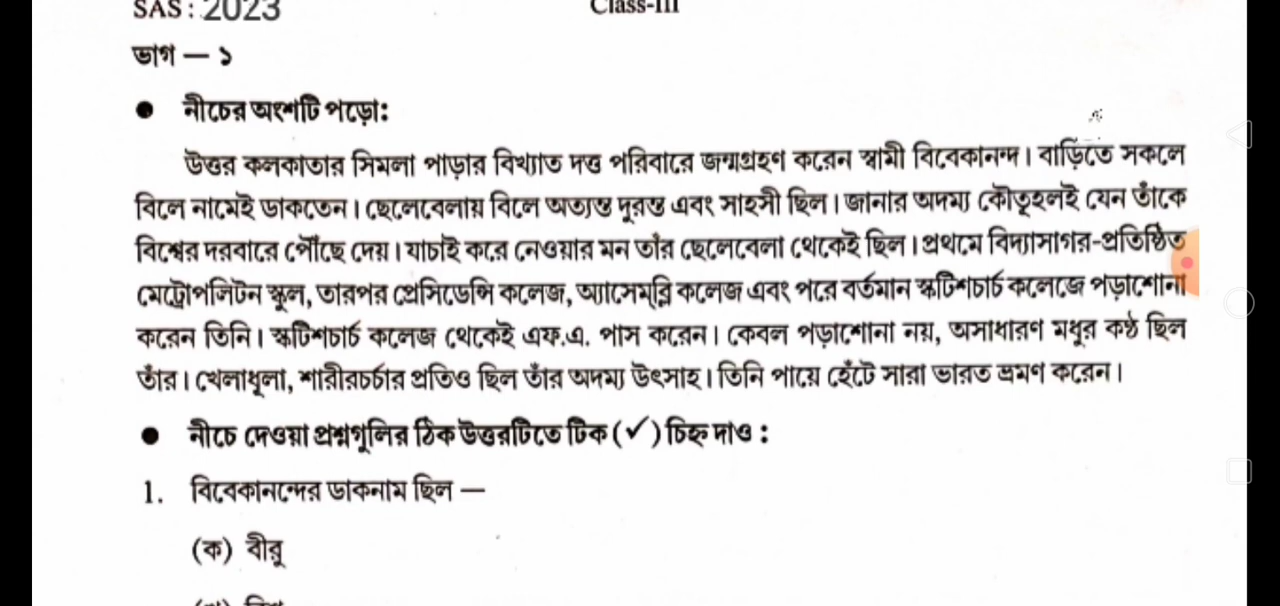 SAS : 2023 Class-III
ভাগ — ১
● নীচের অংশটি পড়ো:
উত্তর কলকাতার সিমলা পাড়ার বিখ্যাত দত্ত পরিবারে জন্মগ্রহণ করেন স্বামী বিবেকানন্দ। বাড়িতে সকলে
বিলে নামেই ডাকতেন। ছেলেবেলায় বিলে অত্যন্ত দুরন্ত এবং সাহসী ছিল। জানার অদম্য কৌতূহলই যেন তাঁকে
বিশ্বের দরবারে পৌঁছে দেয়। যাচাই করে নেওয়ার মন তাঁর ছেলেবেলা থেকেই ছিল। প্রথমে বিদ্যাসাগর-প্রতিষ্ঠিত
মেট্রোপলিটন স্কুল, তারপর প্রেসিডেন্সি কলেজ, অ্যাসেমব্লি কলেজ এবং পরে বর্তমান স্কটিশচার্চ কলেজে পড়াশোনা
করেন তিনি। স্কটিশচার্চ কলেজ থেকেই এফ.এ. পাস করেন। কেবল পড়াশোনা নয়, অসাধারণ মধুর কণ্ঠ ছিল
তাঁর। খেলাধূলা, শারীরচর্চার প্রতিও ছিল তাঁর অদম্য উৎসাহ। তিনি পায়ে হেঁটে সারা ভারত ভ্রমণ করেন।
● নীচে দেওয়া প্রশ্নগুলির ঠিক উত্তরটিতে টিক (✓) চিহ্ন দাও :
1. বিবেকানন্দের ডাকনাম ছিল —
(ক) বীরু